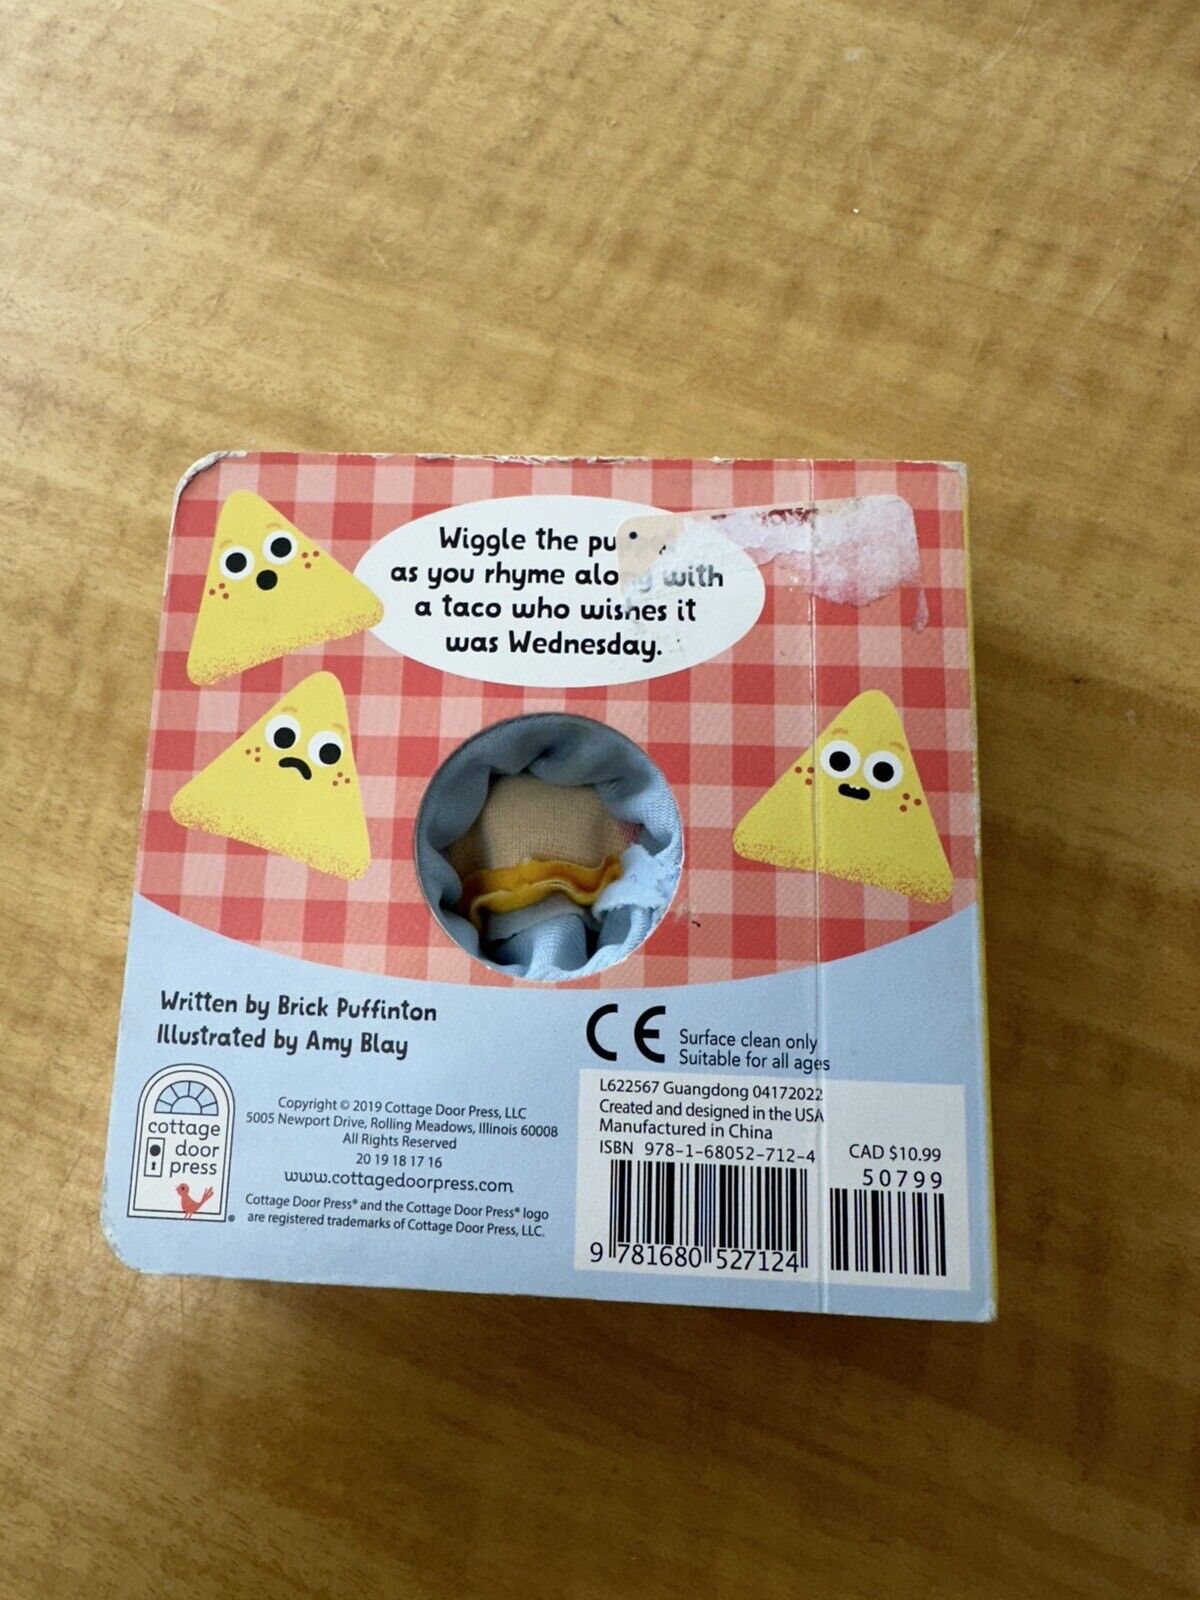 Wiggle the
as you rhyme along with
a taco who wishes it
was Wednesday.
Written by Brick Puffinton
Illustrated by Amy Blay
cottage
door
press
®
Copyright © 2019 Cottage Door Press, LLC
5005 Newport Drive, Rolling Meadows, Illinois 60008
All Rights Reserved
20 19 18 17 16
www.cottagedoorpress.com
Cottage Door Press® and the Cottage Door Press® logo
are registered trademarks of Cottage Door Press, LLC.
CE
Surface clean only
Suitable for all ages
L622567 Guangdong 04172022
Created and designed in the USA
Manufactured in China
ISBN 978-1-68052-712-4
9 781680 527124
CAD $10.99
50799